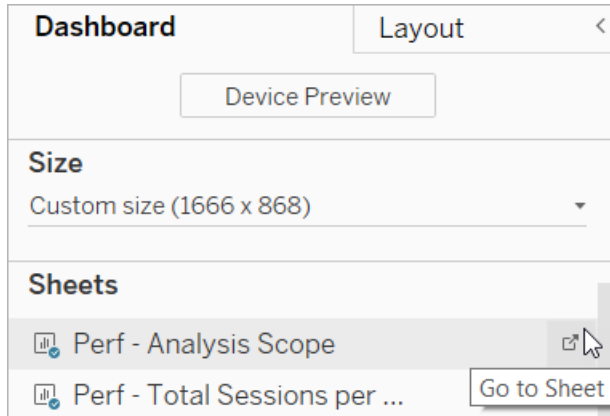 Dashboard
Layout
Device Preview
Size
Custom size (1666 x 868)
Sheets
Perf - Analysis Scope
Go to Sheet
Perf - Total Sessions per ...